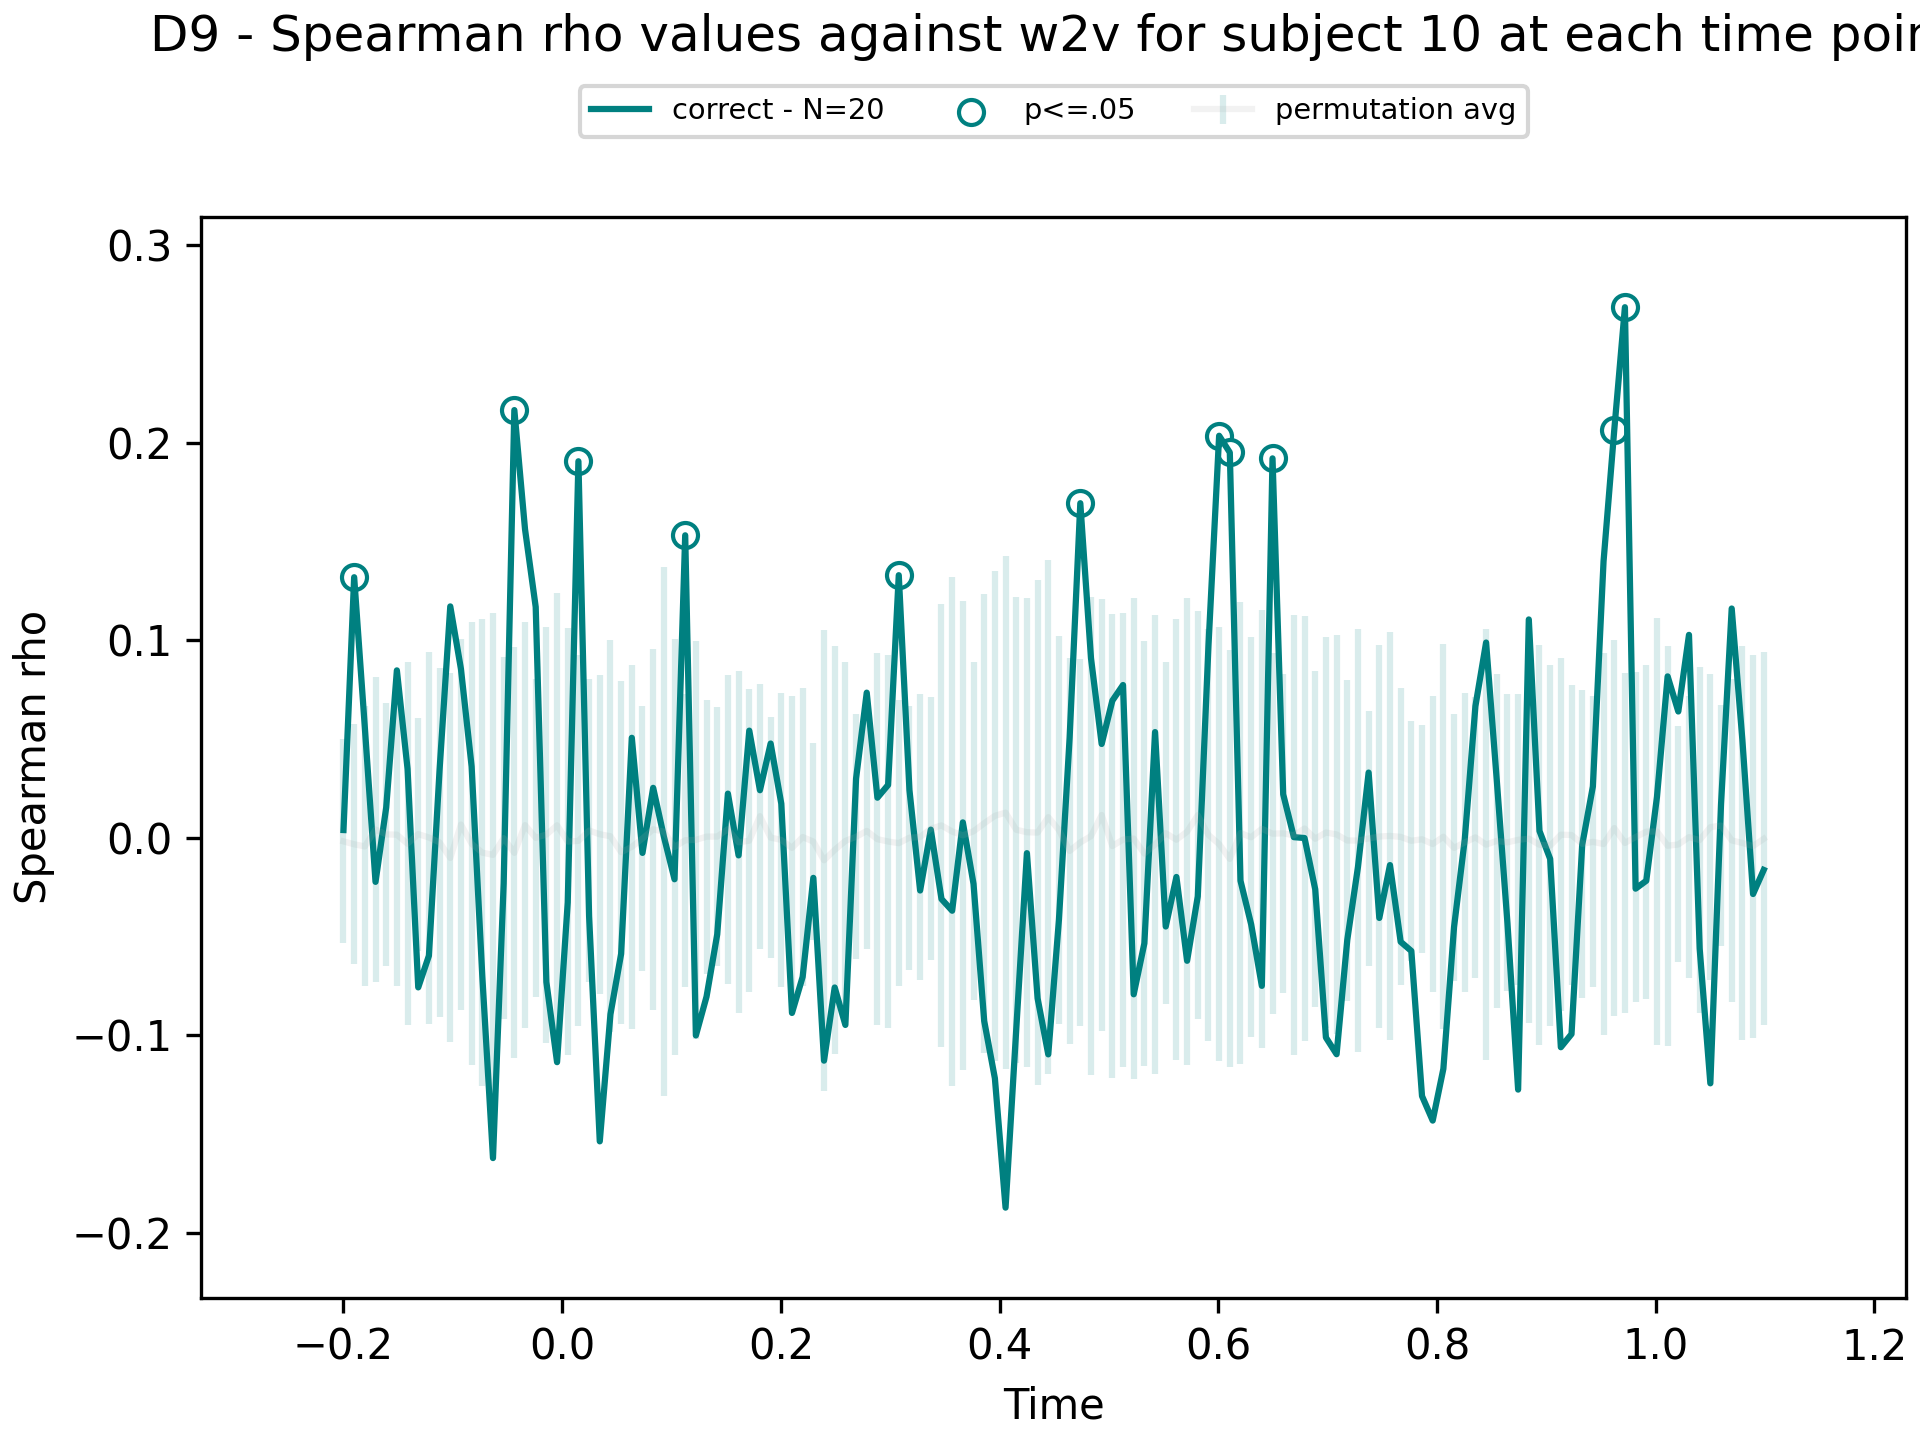 D9 - Spearman rho values against w2v for subject 10 at each time
correct - N=20 p<=.05 permutation avg
0.3
0.2
0.1
0.0
−0.1
−0.2
Spearman rho
−0.2 0.0 0.2 0.4 0.6 0.8 1.0 1.2
Time